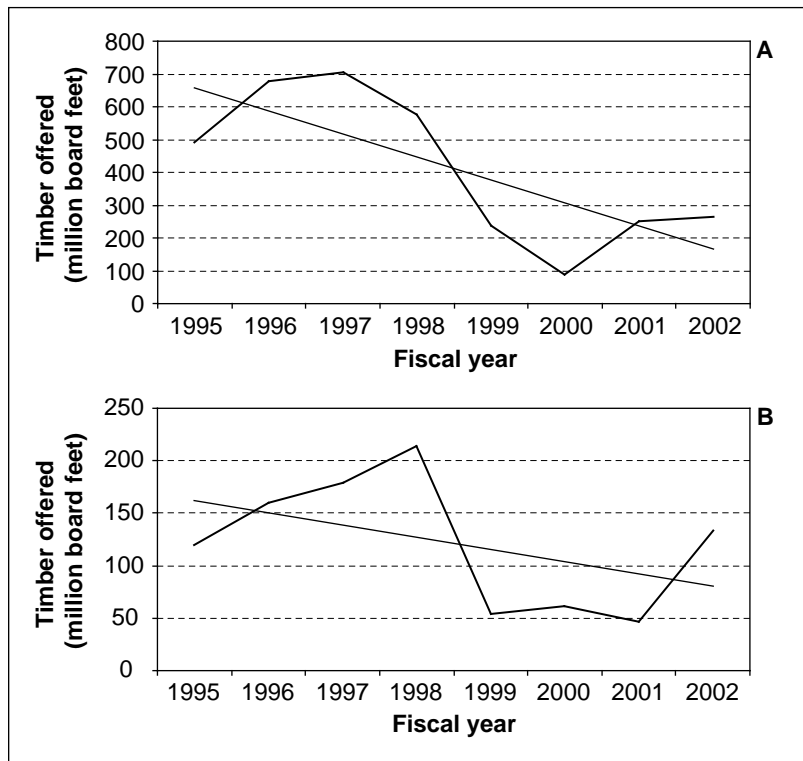 A
Timber offered
(million board feet)
800
700
600
500
400
300
200
100
0
1995 1996 1997 1998 1999 2000 2001 2002
Fiscal year
B
Timber offered
(million board feet)
250
200
150
100
50
0
1995 1996 1997 1998 1999 2000 2001 2002
Fiscal year